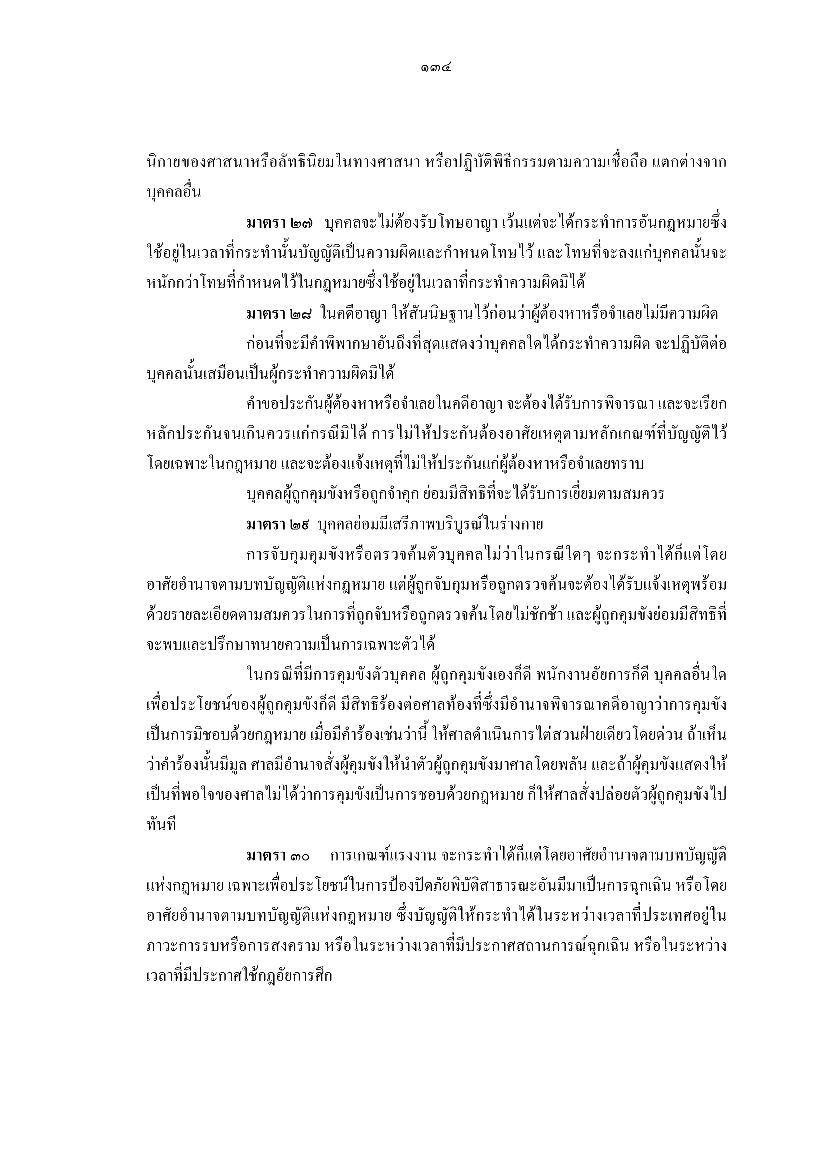 ๑๓๔
นิกายของศาสนาหรือลัทธินิยมในทางศาสนา หรือปฏิบัติพิธีกรรมตามความเชื่อถือ แตกต่างจาก
บุคคลอื่น
มาตรา ๒๗ บุคคลจะไม่ต้องรับโทษอาญา เว้นแต่จะได้กระทำการอันกฎหมายซึ่ง
ใช้อยู่ในเวลาที่กระทำนั้นบัญญัติเป็นความผิดและกำหนดโทษไว้ และโทษที่จะลงแก่บุคคลนั้นจะ
หนักกว่าโทษที่กำหนดไว้ในกฎหมายซึ่งใช้อยู่ในเวลาที่กระทำความผิดมิได้
มาตรา ๒๘ ในคดีอาญา ให้สันนิษฐานไว้ก่อนว่าผู้ต้องหาหรือจำเลยไม่มีความผิด
ก่อนที่จะมีคำพิพากษาอันถึงที่สุดแสดงว่าบุคคลใดได้กระทำความผิด จะปฏิบัติต่อ
บุคคลนั้นเสมือนเป็นผู้กระทำความผิดมิได้
คำขอประกันผู้ต้องหาหรือจำเลยในคดีอาญา จะต้องได้รับการพิจารณา และจะเรียก
หลักประกันจนเกินควรแก่กรณีมิได้ การไม่ให้ประกันต้องอาศัยเหตุตามหลักเกณฑ์ที่บัญญัติไว้
โดยเฉพาะในกฎหมาย และจะต้องแจ้งเหตุที่ไม่ให้ประกันแก่ผู้ต้องหาหรือจำเลยทราบ
บุคคลผู้ถูกคุมขังหรือถูกจำคุก ย่อมมีสิทธิที่จะได้รับการเยี่ยมตามสมควร
มาตรา ๒๙ บุคคลย่อมมีเสรีภาพบริบูรณ์ในร่างกาย
การจับกุมคุมขังหรือตรวจค้นตัวบุคคลไม่ว่าในกรณีใดๆ จะกระทำได้ก็แต่โดย
อาศัยอำนาจตามบทบัญญัติแห่งกฎหมาย แต่ผู้ถูกจับกุมหรือถูกตรวจค้นจะต้องได้รับแจ้งเหตุพร้อม
ด้วยรายละเอียดตามสมควรในการที่ถูกจับหรือถูกตรวจค้นโดยไม่ชักช้า และผู้ถูกคุมขังย่อมมีสิทธิที่
จะพบและปรึกษาทนายความเป็นการเฉพาะตัวได้
ในกรณีที่มีการคุมขังตัวบุคคล ผู้ถูกคุมขังเองก็ดี พนักงานอัยการก็ดี บุคคลอื่นใด
เพื่อประโยชน์ของผู้ถูกคุมขังก็ดี มีสิทธิร้องต่อศาลท้องที่ซึ่งมีอำนาจพิจารณาคดีอาญาว่าการคุมขัง
เป็นการมิชอบด้วยกฎหมาย เมื่อมีคำร้องเช่นว่านี้ ให้ศาลดำเนินการไต่สวนฝ่ายเดียวโดยด่วน ถ้าเห็น
ว่าคำร้องนั้นมีมูล ศาลมีอำนาจสั่งผู้คุมขังให้นำตัวผู้ถูกคุมขังมาศาลโดยพลัน และถ้าผู้คุมขังแสดงให้
เป็นที่พอใจของศาลไม่ได้ว่าการคุมขังเป็นการชอบด้วยกฎหมาย ก็ให้ศาลสั่งปล่อยตัวผู้ถูกคุมขังไป
ทันที
มาตรา ๓๐ การเกณฑ์แรงงาน จะกระทำได้ก็แต่โดยอาศัยอำนาจตามบทบัญญัติ
แห่งกฎหมาย เฉพาะเพื่อประโยชน์ในการป้องปัดภัยพิบัติสาธารณะอันมีมาเป็นการฉุกเฉิน หรือโดย
อาศัยอำนาจตามบทบัญญัติแห่งกฎหมาย ซึ่งบัญญัติให้กระทำได้ในระหว่างเวลาที่ประเทศอยู่ใน
ภาวะการรบหรือการสงคราม หรือในระหว่างเวลาที่มีประกาศสถานการณ์ฉุกเฉิน หรือในระหว่าง
เวลาที่มีประกาศใช้กฎอัยการศึก